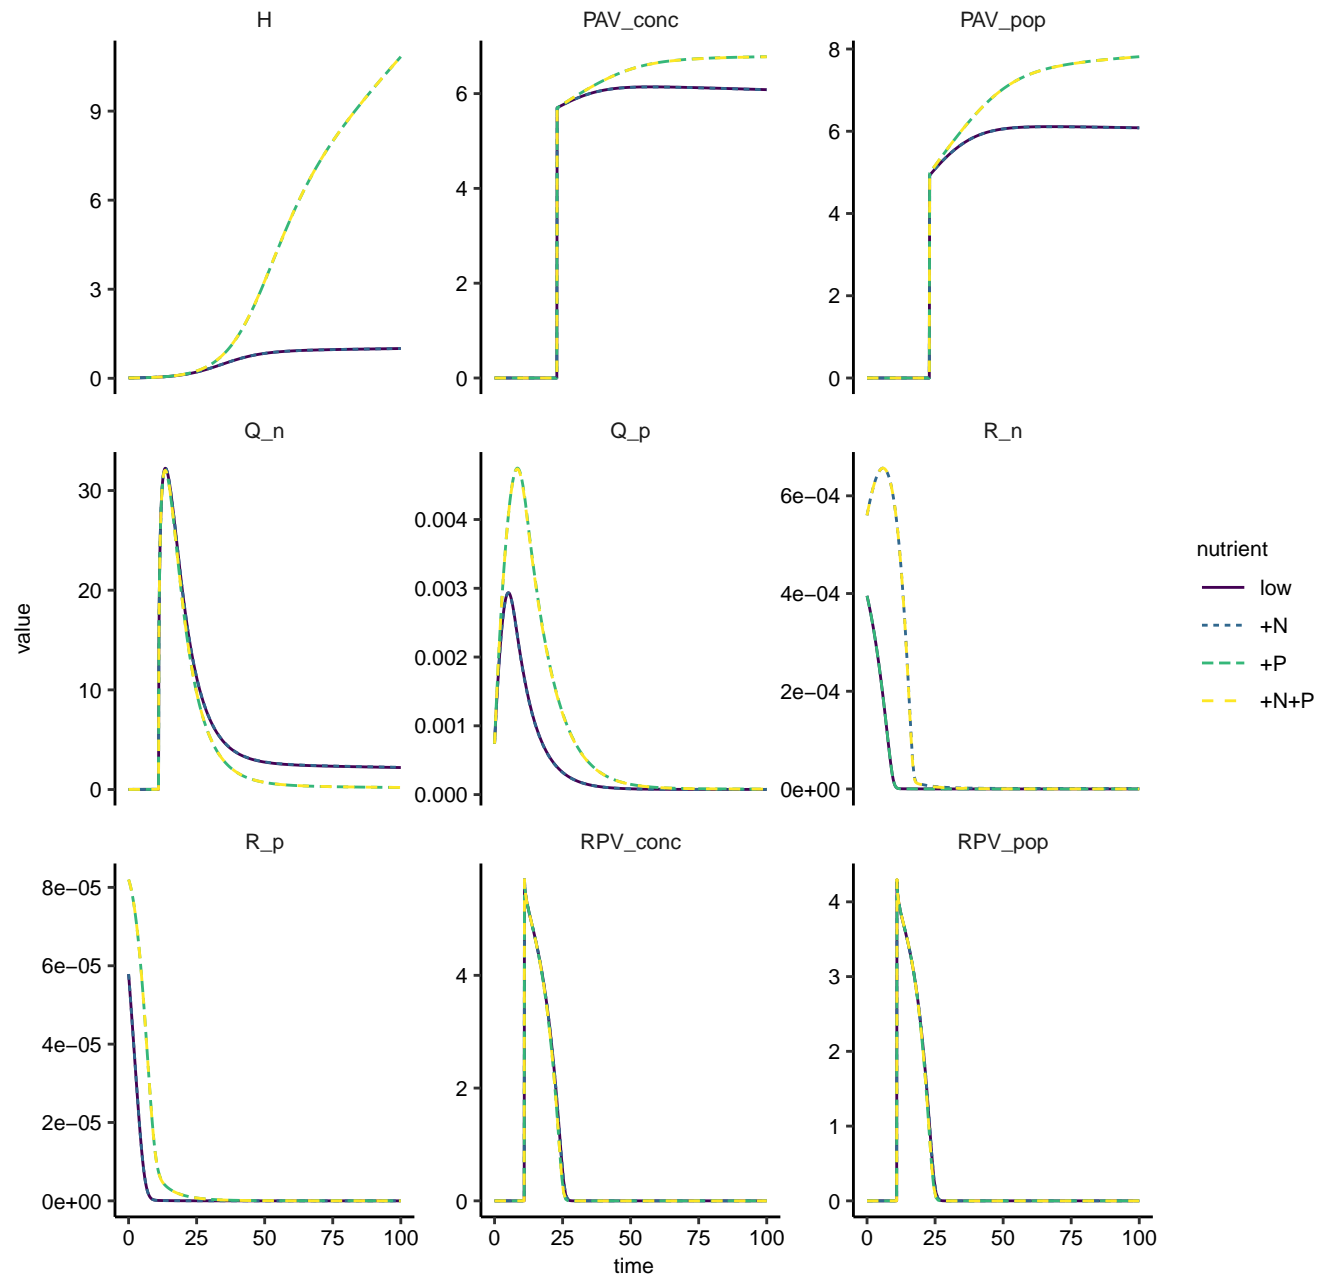 H PAV_conc PAV_pop
9
6
3
0
6
4
2
0
8
6
4
2
0
Q_n Q_p R_n
30
20
10
0
0.004
0.003
0.002
0.001
0.000
6e−04
4e−04
2e−04
0e+00
R_p RPV_conc RPV_pop
8e−05
6e−05
4e−05
2e−05
0e+00
4
2
0
4
3
2
1
0
0 25 50 75 100 0 25 50 75 100 0 25 50 75 100
time
value
nutrient
low
+N
+P
+N+P